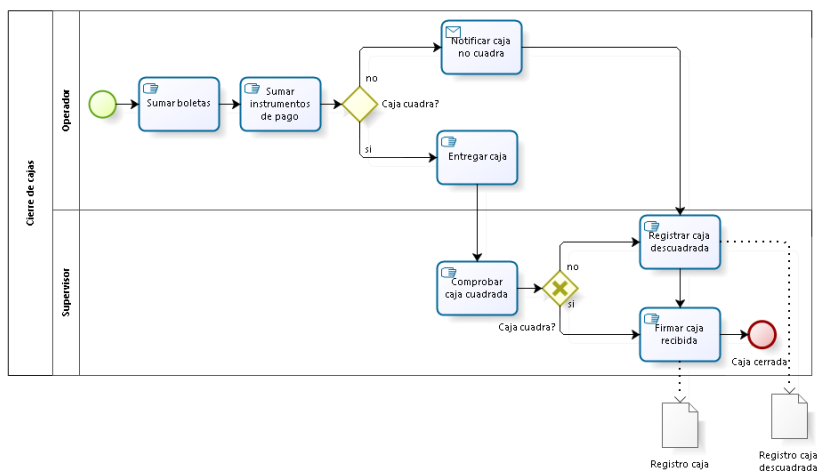 Cierre de cajas
Operador
Sumar boletas
Sumar
instrumentos
de pago
Caja cuadra?
no
si
Notificar caja
no cuadra
Entregar caja
Supervisor
Comprobar
caja cuadrada
Caja cuadra?
no
si
Registrar caja
descuadrada
Firmar caja
recibida
Caja cerrada
Registro caja
Registro caja
descuadrada